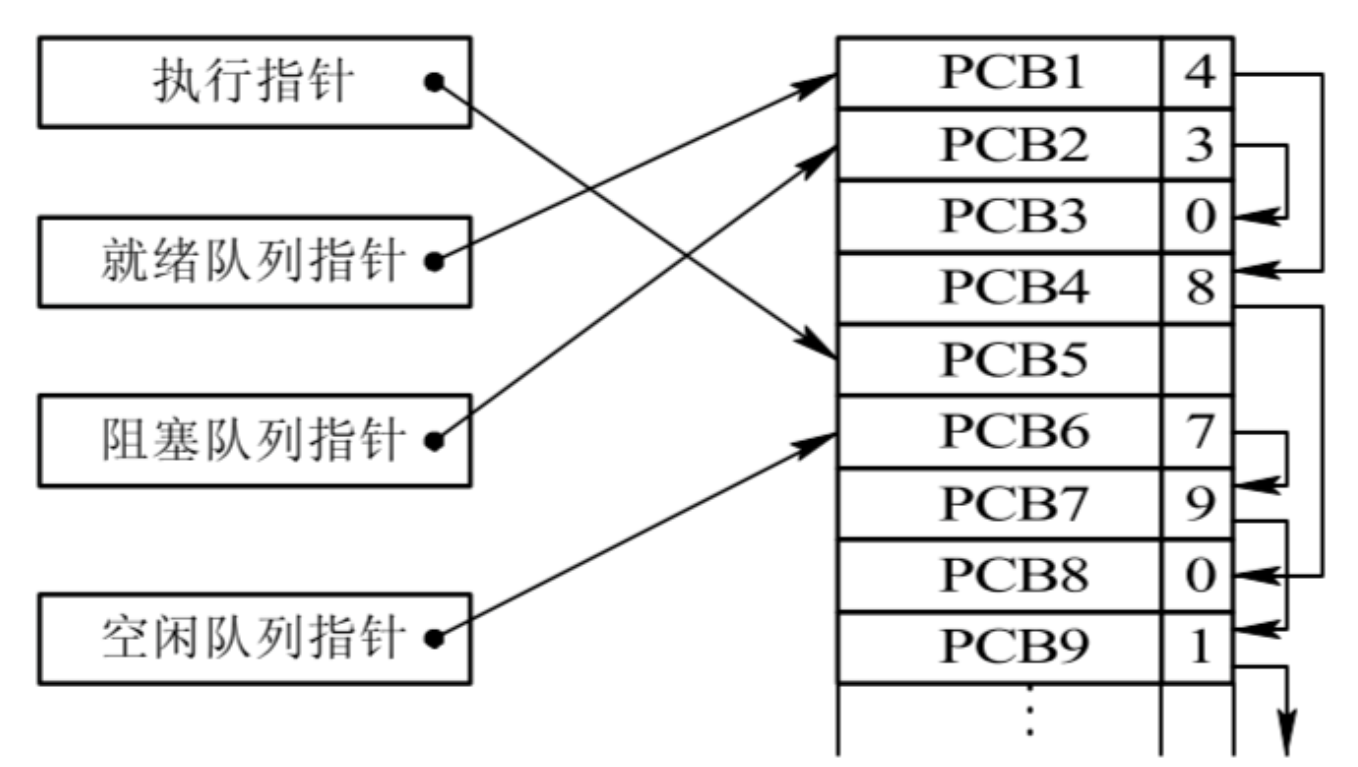 执行指针
就绪队列指针
阻塞队列指针
空闲队列指针
PCB1 4
PCB2 3
PCB3 0
PCB4 8
PCB5
PCB6 7
PCB7 9
PCB8 0
PCB9 1
⋮